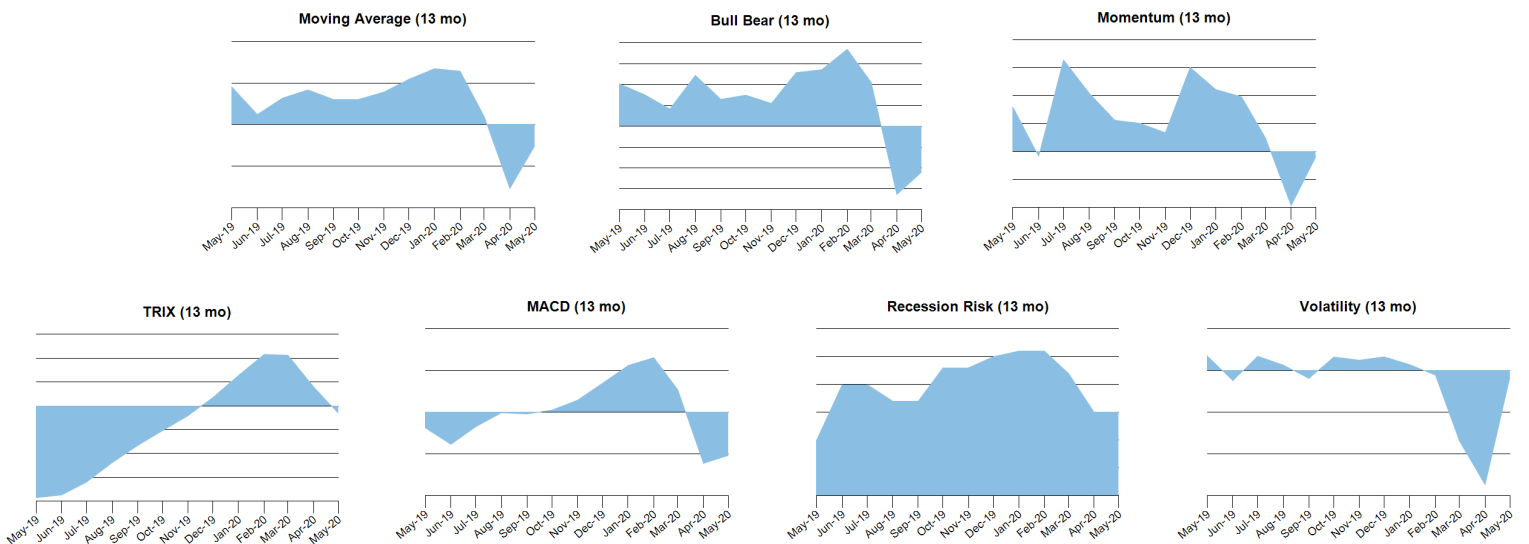 Moving Average (13 mo)
May-19 Jun-19 Jul-19 Aug-19 Sep-19 Oct-19 Nov-19 Dec-19 Jan-20 Feb-20 Mar-20 Apr-20 May-20
Bull Bear (13 mo)
May-19 Jun-19 Jul-19 Aug-19 Sep-19 Oct-19 Nov-19 Dec-19 Jan-20 Feb-20 Mar-20 Apr-20 May-20
Momentum (13 mo)
May-19 Jun-19 Jul-19 Aug-19 Sep-19 Oct-19 Nov-19 Dec-19 Jan-20 Feb-20 Mar-20 Apr-20 May-20
TRIX (13 mo)
May-19 Jun-19 Jul-19 Aug-19 Sep-19 Oct-19 Nov-19 Dec-19 Jan-20 Feb-20 Mar-20 Apr-20 May-20
MACD (13 mo)
May-19 Jun-19 Jul-19 Aug-19 Sep-19 Oct-19 Nov-19 Dec-19 Jan-20 Feb-20 Mar-20 Apr-20 May-20
Recession Risk (13 mo)
May-19 Jun-19 Jul-19 Aug-19 Sep-19 Oct-19 Nov-19 Dec-19 Jan-20 Feb-20 Mar-20 Apr-20 May-20
Volatility (13 mo)
May-19 Jun-19 Jul-19 Aug-19 Sep-19 Oct-19 Nov-19 Dec-19 Jan-20 Feb-20 Mar-20 Apr-20 May-20